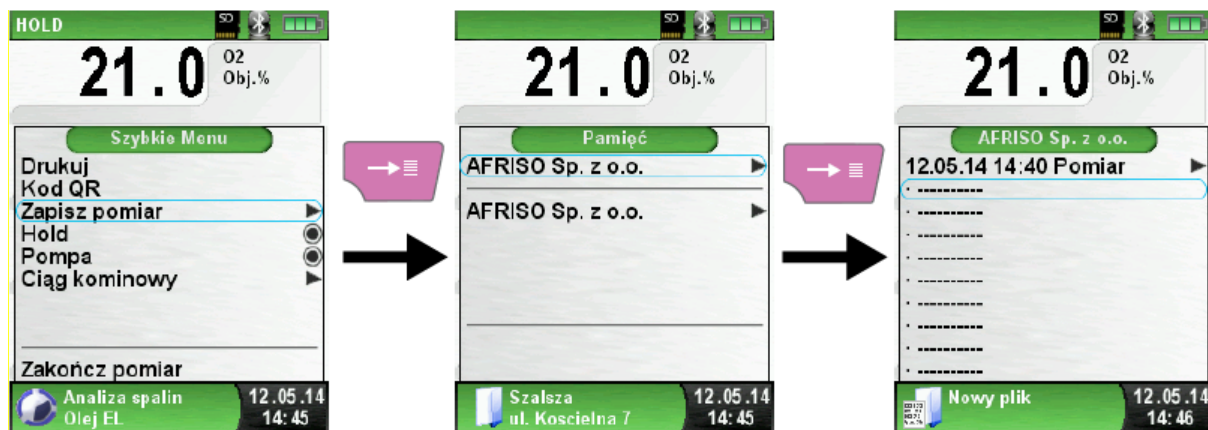 HOLD
21.0
O2
Obj.%
Szybkie Menu
Drukuj
Kod QR
Zapisz pomiar
Hold
Pompa
Ciąg kominowy
Zakończ pomiar
Analiza spalin
Olej EL
12.05.14
14:45
21.0
O2
Obj.%
Pamięć
AFRISO Sp. z o.o.
AFRISO Sp. z o.o.
Szalsza
ul. Koscielna 7
12.05.14
14:45
21.0
O2
Obj.%
AFRISO Sp. z o.o.
12.05.14 14:40 Pomiar
· ----------
· ----------
· ----------
· ----------
· ----------
· ----------
· ----------
· ----------
· ----------
Nowy plik
12.05.14
14:46